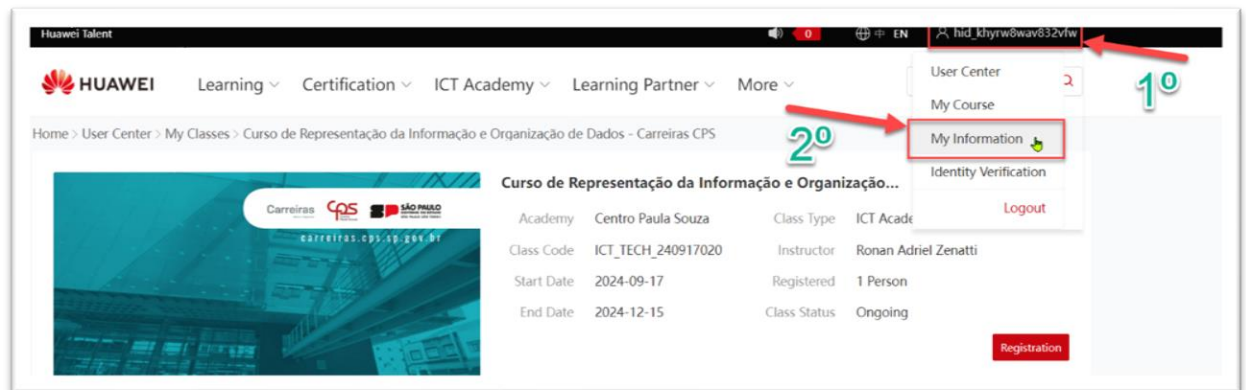 Huawei Talent 0 中 EN hid_khyrw8wav832vfw
HUAWEI Learning Certification ICT Academy Learning Partner More
User Center
My Course
1º
Home > User Center > My Classes > Curso de Representação da Informação e Organização de Dados - Carreiras CPS
2º
My Information
Identity Verification
Logout
Carreiras CPS SÃO PAULO
carreiras.cps.sp.gov.br
Curso de Representação da Informação e Organização...
Academy Centro Paula Souza Class Type ICT Acade
Class Code ICT_TECH_240917020 Instructor Ronan Adriel Zenatti
Start Date 2024-09-17 Registered 1 Person
End Date 2024-12-15 Class Status Ongoing
Registration